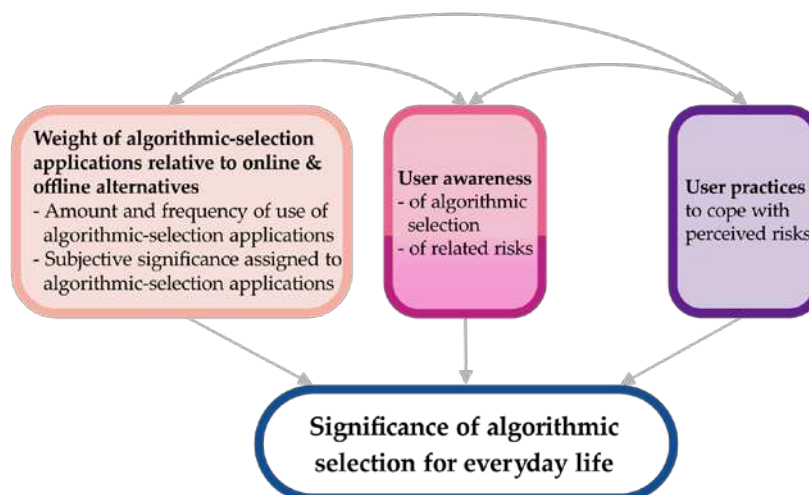 Weight of algorithmic-selection
applications relative to online &
offline alternatives
- Amount and frequency of use of
algorithmic-selection applications
- Subjective significance assigned to
algorithmic-selection applications
User awareness
- of algorithmic
selection
- of related risks
User practices
to cope with
perceived risks
Significance of algorithmic
selection for everyday life